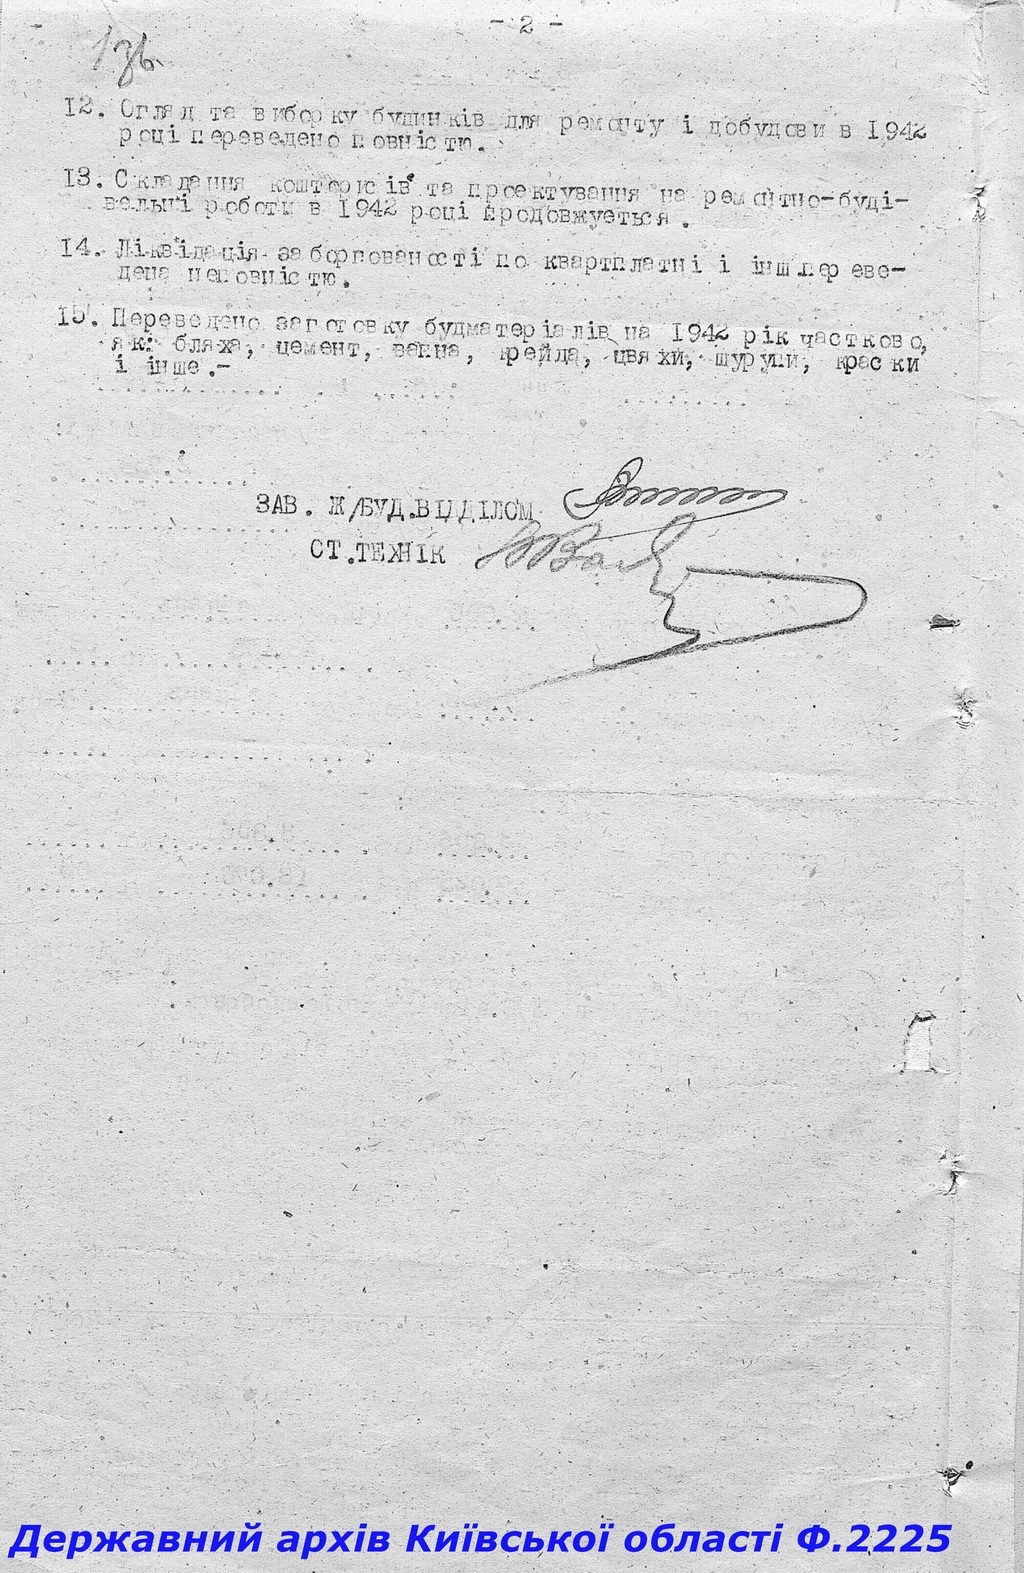 - 2 -
1зв.
12. Огляд та виборку будинків для ремонту і добудови в 1942
році переведено повністю.
13. Складання кошторисів та проектування на ремонтно-буді-
вельні роботи в 1942 році продовжується.
14. Ліквідація заборгованості по квартплатні і інш.переве-
дена неповністю.
15. Переведено заготовку будматеріалів на 1942 рік частково,
як: бляха, цемент, вапна, крейда, цвяхи, шурупи, краски
і інше.-
ЗАВ. Ж/БУД.ВІДДІЛОМ
СТ.ТЕХНІК
Державний архів Київської області Ф.2225